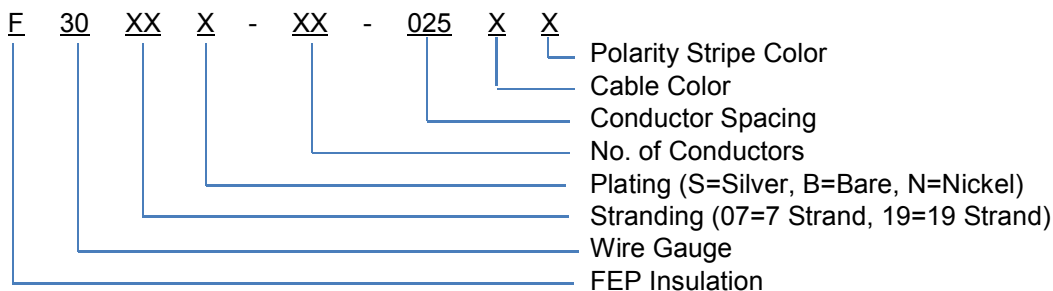 F 30 XX X - XX - 025 X X
Polarity Stripe Color
Cable Color
Conductor Spacing
No. of Conductors
Plating (S=Silver, B=Bare, N=Nickel)
Stranding (07=7 Strand, 19=19 Strand)
Wire Gauge
FEP Insulation